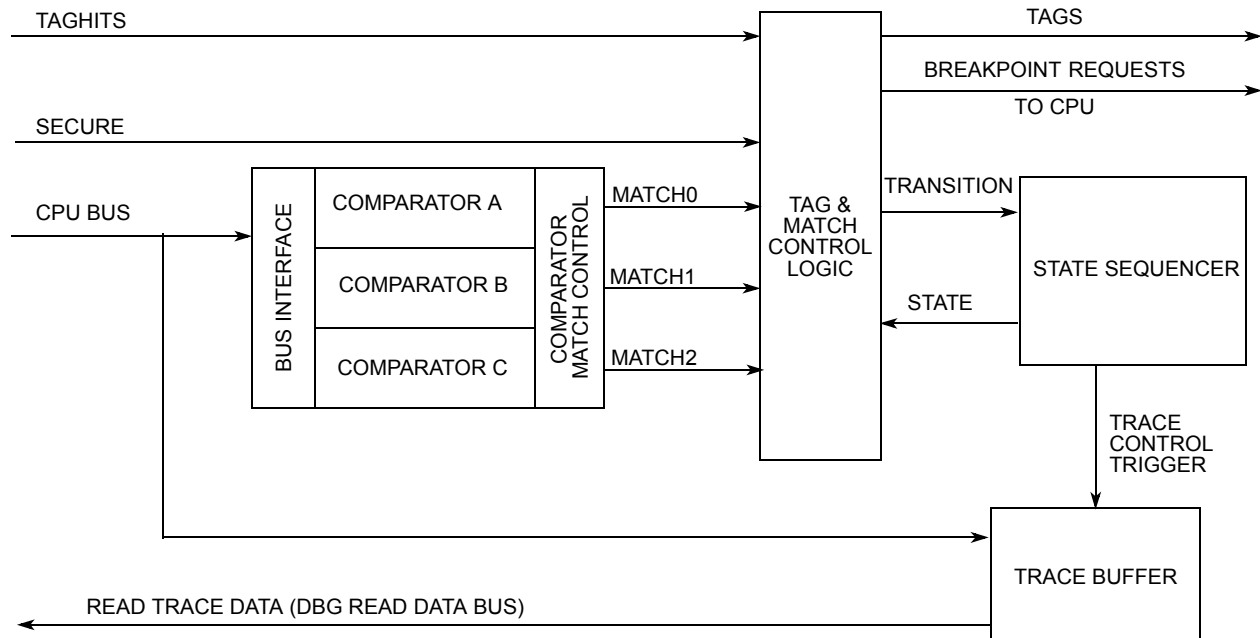 TAGHITS
TAGS
BREAKPOINT REQUESTS
TO CPU
SECURE
CPU BUS
BUS INTERFACE
COMPARATOR A
COMPARATOR B
COMPARATOR C
COMPARATOR
MATCH CONTROL
MATCH0
MATCH1
MATCH2
TAG &
MATCH
CONTROL
LOGIC
TRANSITION
STATE
STATE SEQUENCER
TRACE
CONTROL
TRIGGER
TRACE BUFFER
READ TRACE DATA (DBG READ DATA BUS)